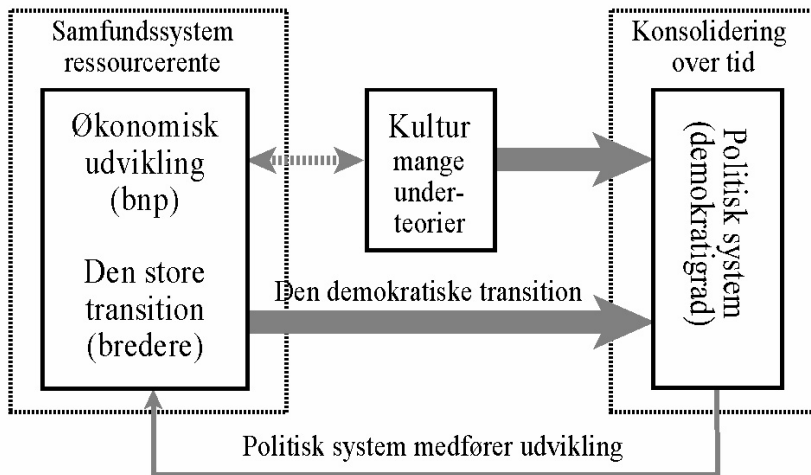 Samfundssystem
ressourcerente
Økonomisk
udvikling
(bnp)
Den store
transition
(bredere)
Kultur
mange
under-
teorier
Den demokratiske transition
Konsolidering
over tid
Politisk system
(demokratigrad)
Politisk system medfører udvikling